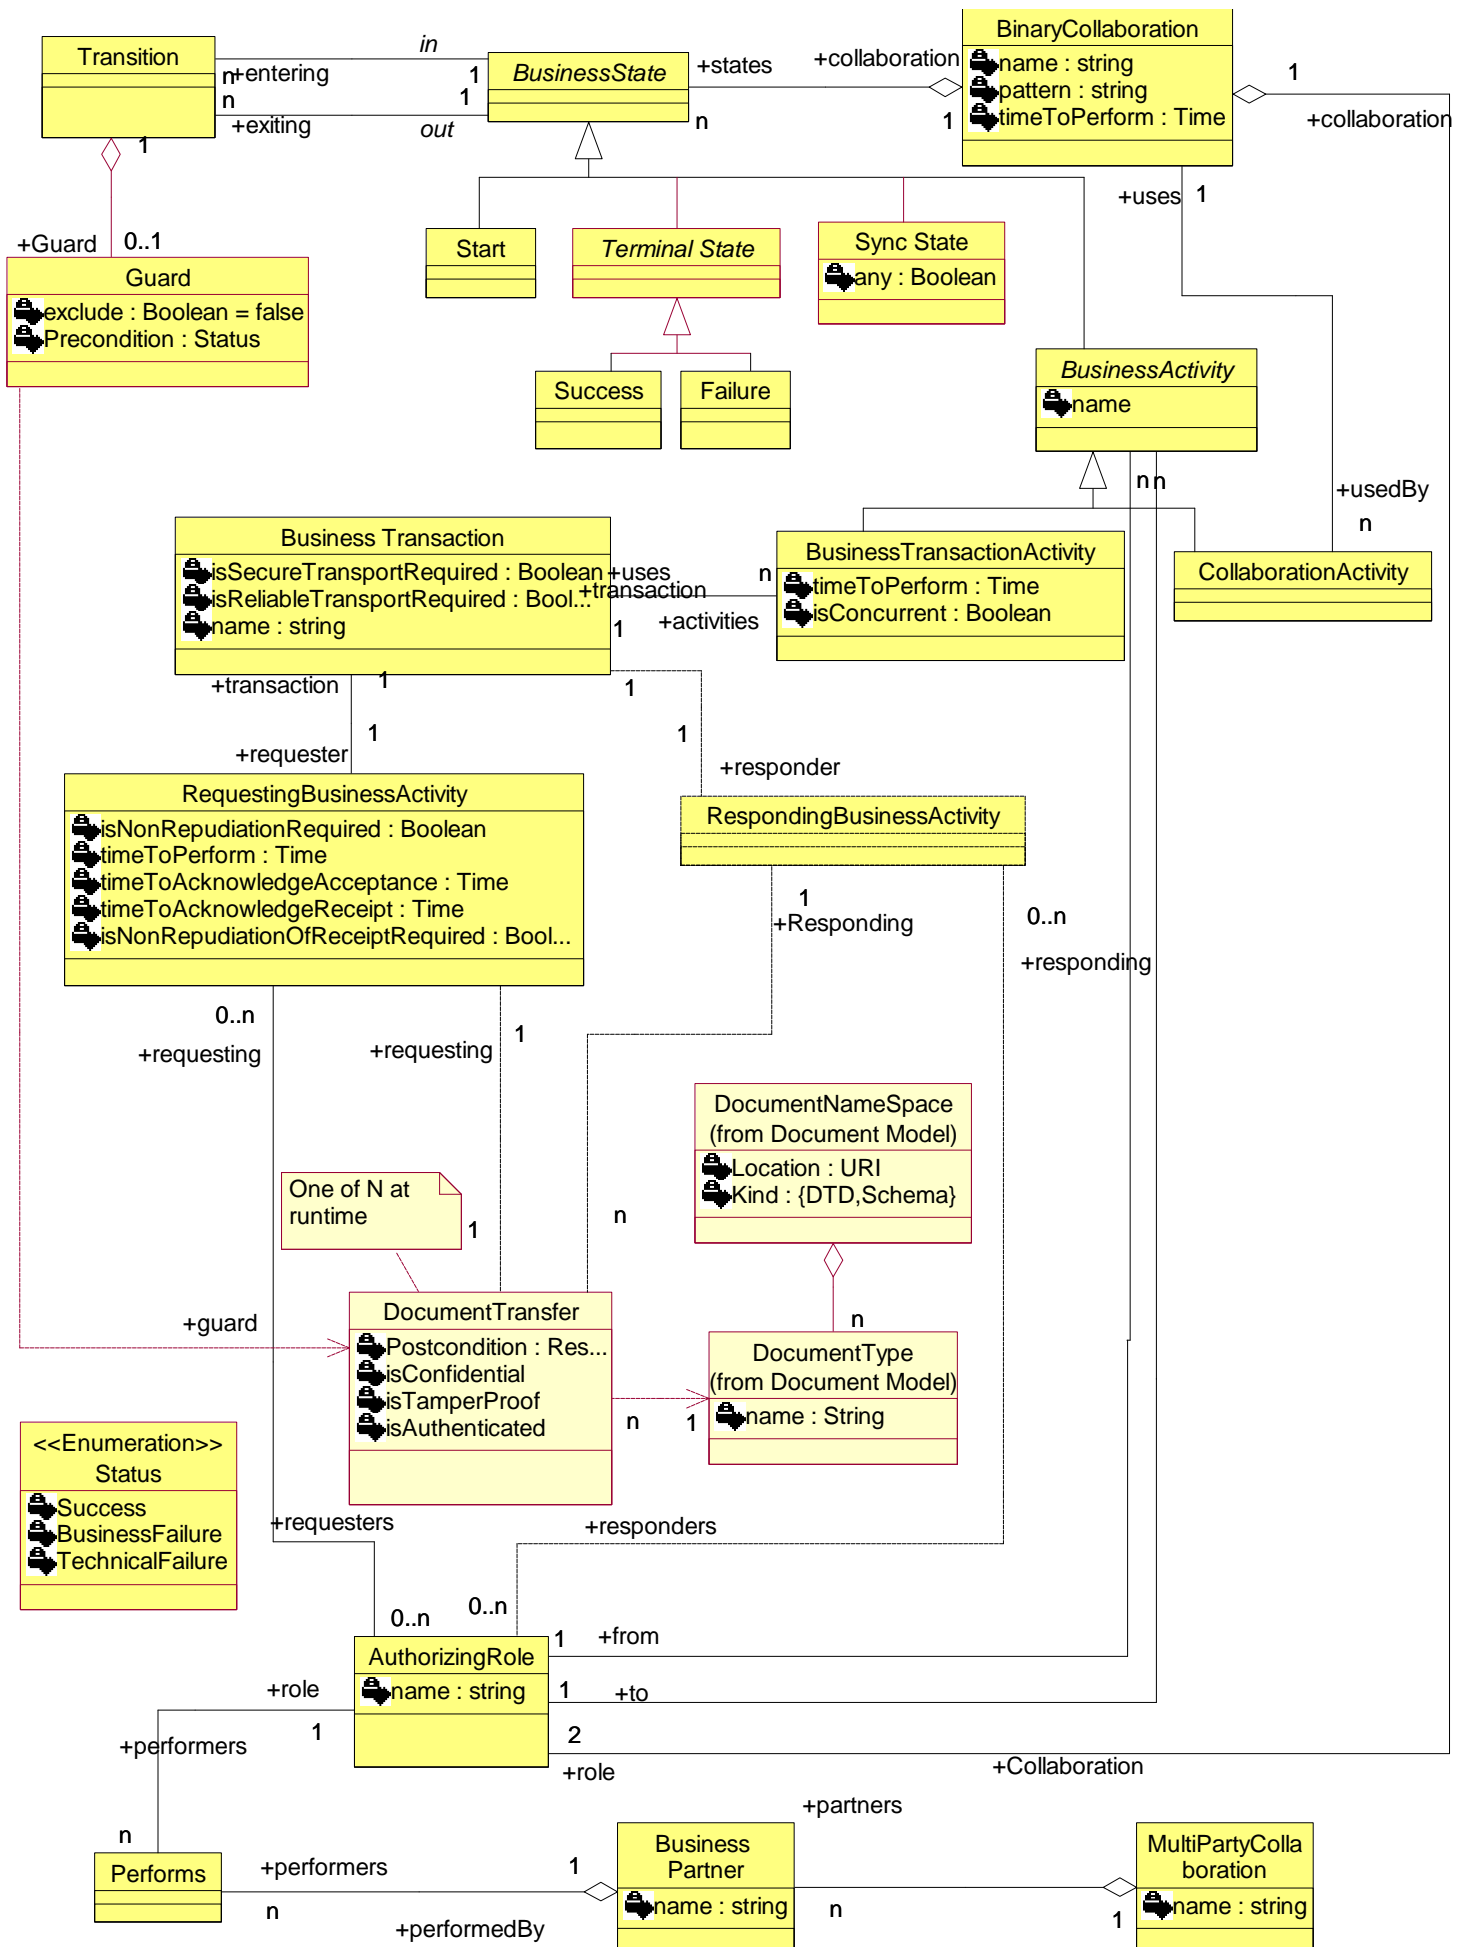 BinaryCollaboration
name : string
pattern : string
timeToPerform : Time
Transition
in
n
+entering
1
BusinessState
+states
+collaboration
1
n
+exiting
1
out
n
1
+collaboration
1
+uses
1
+Guard
0..1
Guard
exclude : Boolean = false
Precondition : Status
Start
Terminal State
Sync State
any : Boolean
Success
Failure
BusinessActivity
name
n
n
+usedBy
n
Business Transaction
isSecureTransportRequired : Boolean
isReliableTransportRequired : Bool...
name : string
+uses
+transaction
n
+activities
1
BusinessTransactionActivity
timeToPerform : Time
isConcurrent : Boolean
CollaborationActivity
+transaction
1
1
1
1
+requester
+responder
RequestingBusinessActivity
isNonRepudiationRequired : Boolean
timeToPerform : Time
timeToAcknowledgeAcceptance : Time
timeToAcknowledgeReceipt : Time
isNonRepudiationOfReceiptRequired : Bool...
RespondingBusinessActivity
1
+Responding
0..n
+responding
0..n
+requesting
+requesting
1
DocumentNameSpace
(from Document Model)
Location : URI
Kind : {DTD,Schema}
One of N at
runtime
1
n
+guard
DocumentTransfer
Postcondition : Res...
isConfidential
isTamperProof
isAuthenticated
n
DocumentType
(from Document Model)
name : String
n
1
<<Enumeration>>
Status
Success
BusinessFailure
TechnicalFailure
+requesters
+responders
0..n
0..n
AuthorizingRole
name : string
1
+from
1
+to
2
+role
+Collaboration
+role
1
+performers
n
Performs
+performers
n
+performedBy
1
Business
Partner
name : string
+partners
n
1
MultiPartyColla
boration
name : string